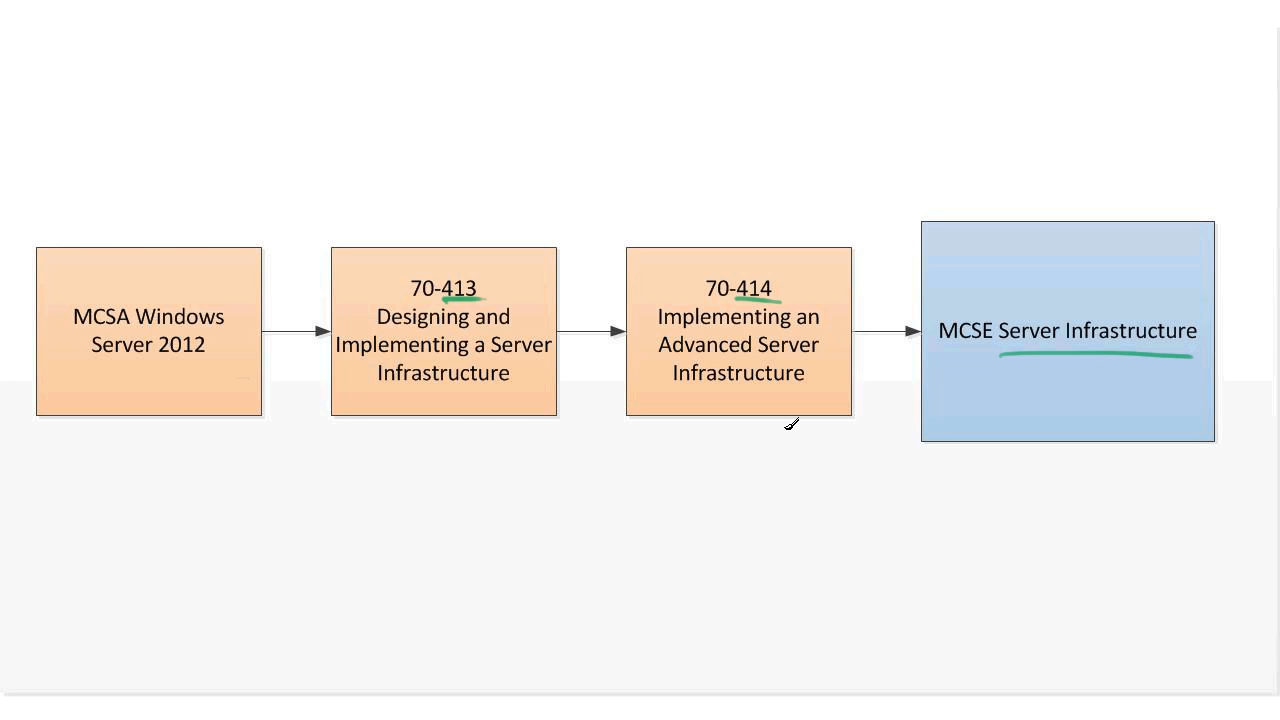 MCSA Windows
Server 2012
70-413
Designing and
Implementing a Server
Infrastructure
70-414
Implementing an
Advanced Server
Infrastructure
MCSE Server Infrastructure